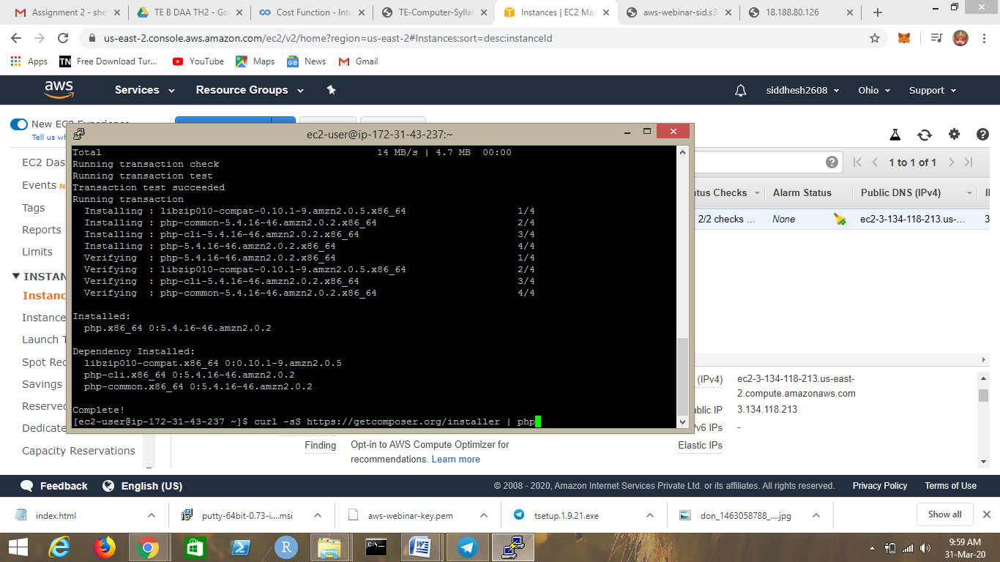 Assignment 2 - she
TE B DAA TH2 - Goo
Cost Function - Intu
TE-Computer-Syllab
Instances | EC2 Man
aws-webinar-sid.s3
18.188.80.126
us-east-2.console.aws.amazon.com/ec2/v2/home?region=us-east-2#Instances:sort=desc:instanceId
Apps
TN Free Download Tur...
YouTube
Maps
News
Gmail
aws
Services
Resource Groups
siddhesh2608
Ohio
Support
New EC2 Experience
Tell us wh
ec2-user@ip-172-31-43-237:~
Total 14 MB/s | 4.7 MB 00:00
Running transaction check
Running transaction test
Transaction test succeeded
Running transaction
Installing : libzip010-compat-0.10.1-9.amzn2.0.5.x86_64 1/4
Installing : php-common-5.4.16-46.amzn2.0.2.x86_64 2/4
Installing : php-cli-5.4.16-46.amzn2.0.2.x86_64 3/4
Installing : php-5.4.16-46.amzn2.0.2.x86_64 4/4
Verifying : php-5.4.16-46.amzn2.0.2.x86_64 1/4
Verifying : libzip010-compat-0.10.1-9.amzn2.0.5.x86_64 2/4
Verifying : php-cli-5.4.16-46.amzn2.0.2.x86_64 3/4
Verifying : php-common-5.4.16-46.amzn2.0.2.x86_64 4/4
Installed:
php.x86_64 0:5.4.16-46.amzn2.0.2
Dependency Installed:
libzip010-compat.x86_64 0:0.10.1-9.amzn2.0.5
php-cli.x86_64 0:5.4.16-46.amzn2.0.2
php-common.x86_64 0:5.4.16-46.amzn2.0.2
Complete!
[ec2-user@ip-172-31-43-237 ~]$ curl -sS https://getcomposer.org/installer | php
EC2 Das
Events N
Tags
Reports
Limits
INSTAN
Instanc
Instance
Launch T
Spot Req
Savings
Reserved
Dedicate
Capacity Reservations
1 to 1 of 1
tus Checks
Alarm Status
Public DNS (IPv4)
2/2 checks ...
None
ec2-3-134-118-213.us-...
3
(IPv4)
ec2-3-134-118-213.us-east-
2.compute.amazonaws.com
ublic IP
3.134.118.213
v6 IPs
-
Elastic IPs
Finding
Opt-in to AWS Compute Optimizer for
recommendations. Learn more
Feedback
English (US)
© 2008 - 2020, Amazon Internet Services Private Ltd. or its affiliates. All rights reserved.
Privacy Policy
Terms of Use
index.html
putty-64bit-0.73-i....msi
aws-webinar-key.pem
tsetup.1.9.21.exe
don_1463058788_....jpg
Show all
9:59 AM
31-Mar-20